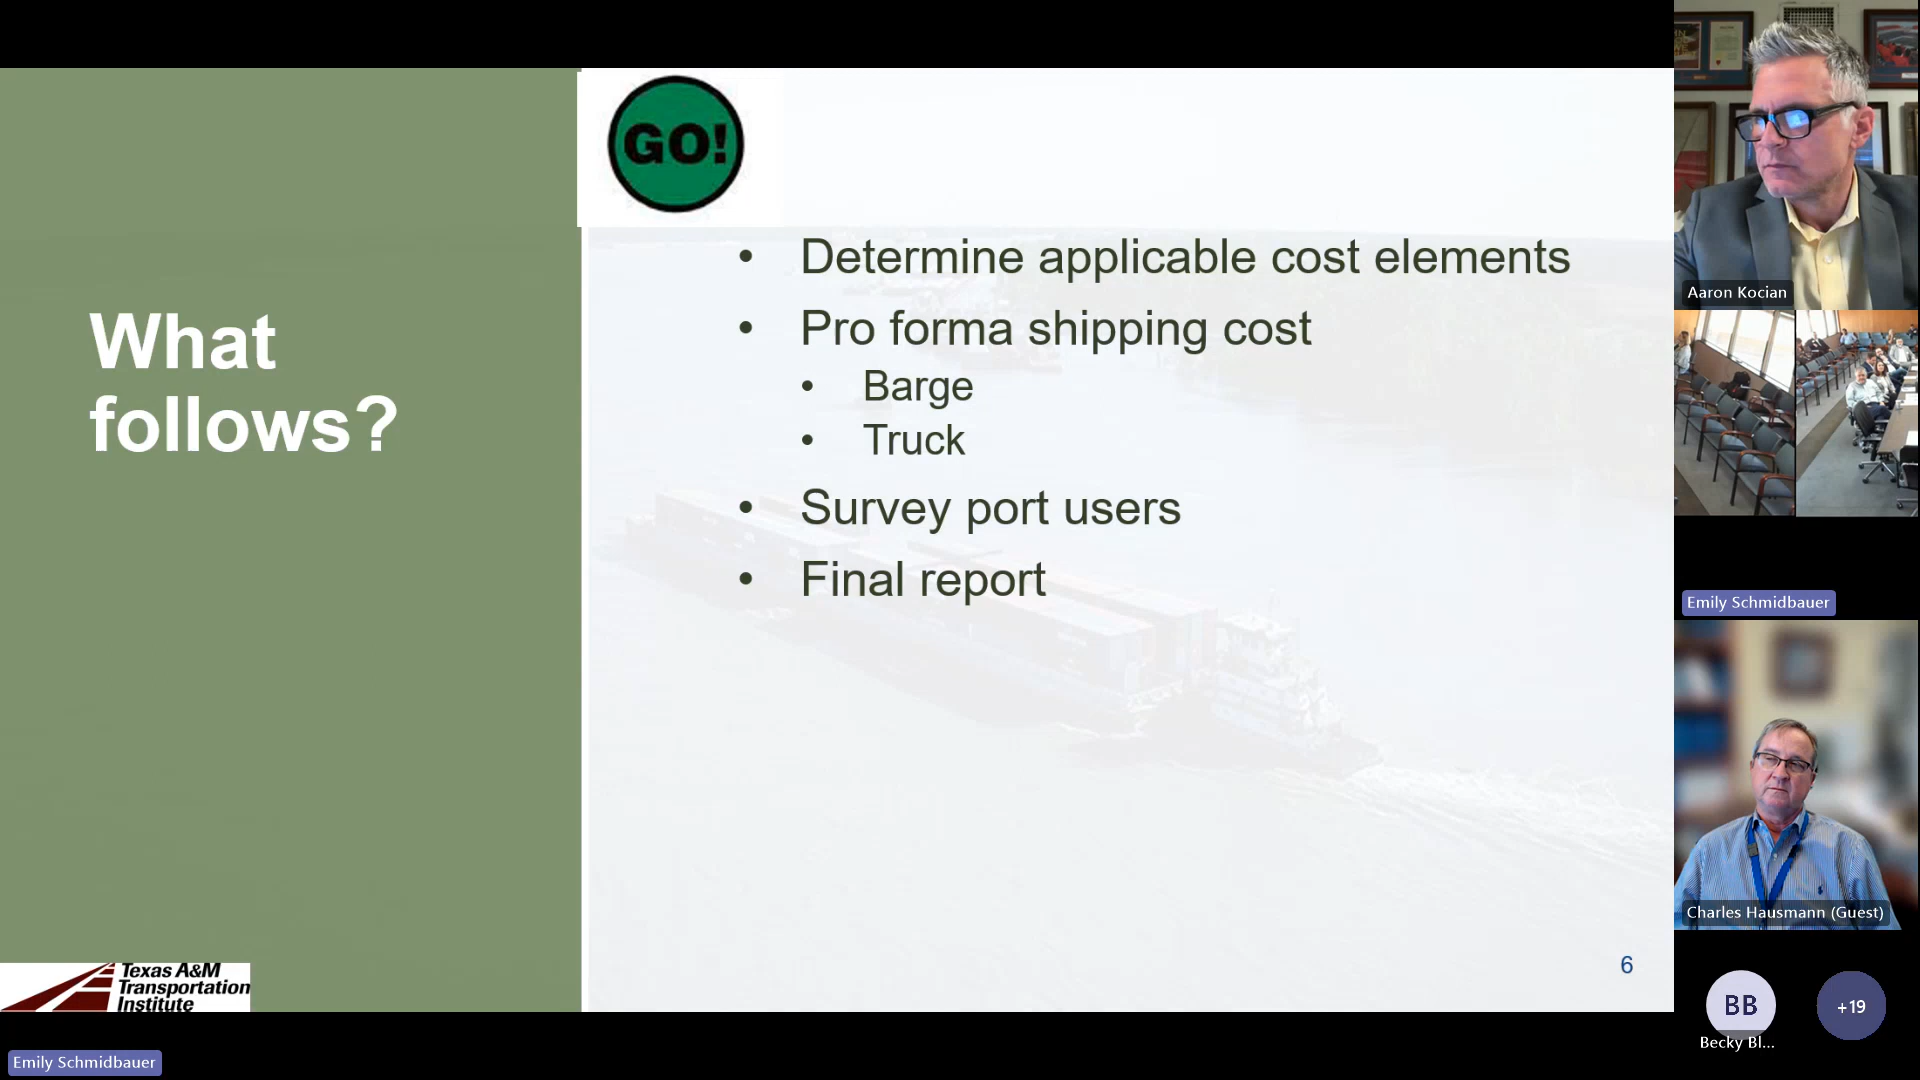 GO!
What
follows?
• Determine applicable cost elements
• Pro forma shipping cost
• Barge
• Truck
• Survey port users
• Final report
6
Texas A&M
Transportation
Institute
Emily Schmidbauer
Aaron Kocian
Emily Schmidbauer
Charles Hausmann (Guest)
BB
Becky Bl...
+19